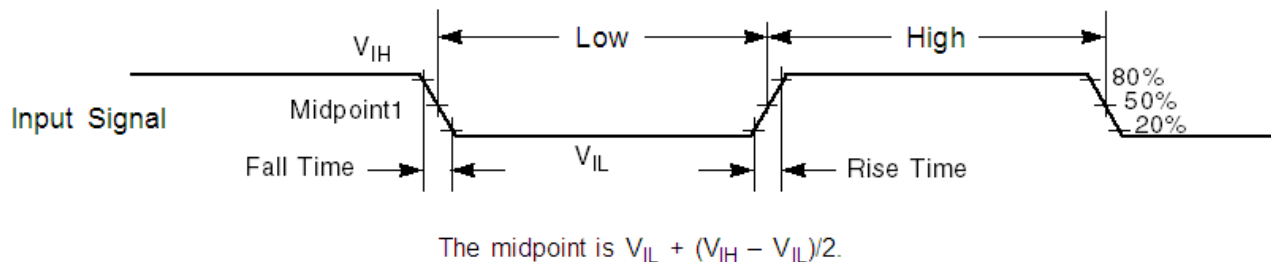 Low High
V_IH
80%
50%
20%
Input Signal
Midpoint1
Fall Time
V_IL
Rise Time
The midpoint is V_IL + (V_IH – V_IL)/2.